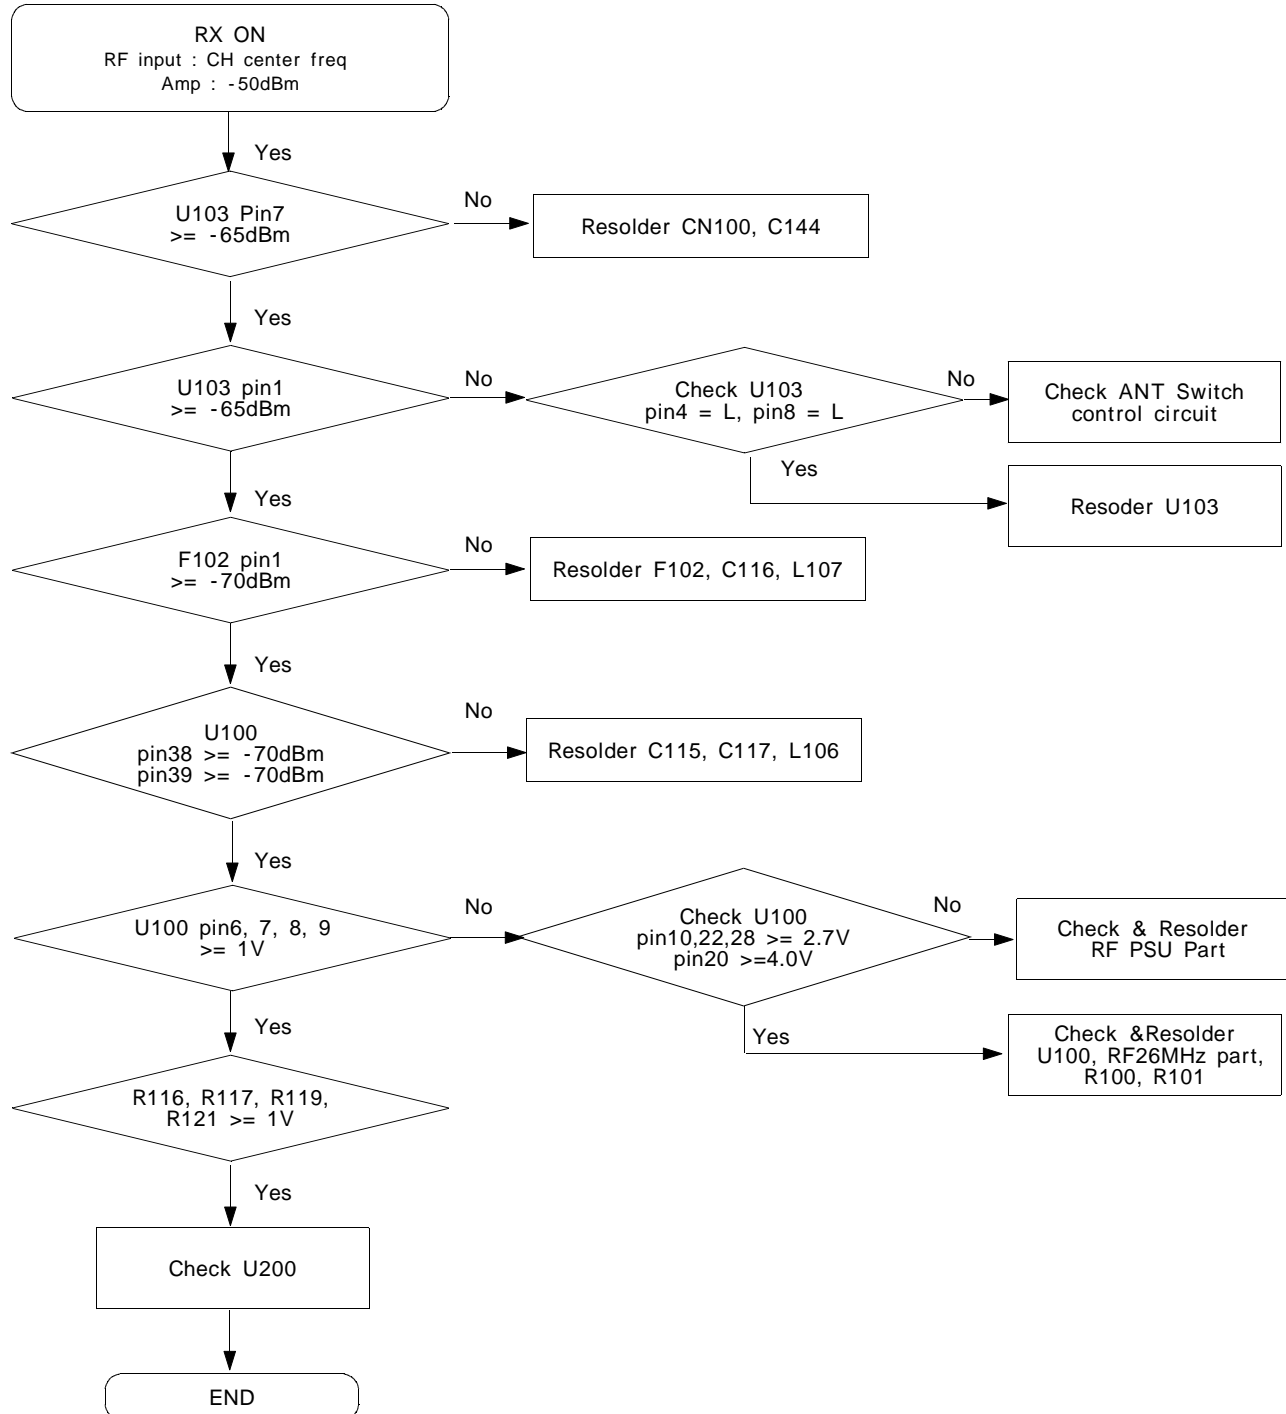 RX ON
RF input : CH center freq
Amp : -50dBm
Yes
U103 Pin7
>= -65dBm
No
Resolder CN100, C144
Yes
U103 pin1
>= -65dBm
No
Check U103
pin4 = L, pin8 = L
No
Check ANT Switch
control circuit
Yes
Resoder U103
Yes
F102 pin1
>= -70dBm
No
Resolder F102, C116, L107
Yes
U100
pin38 >= -70dBm
pin39 >= -70dBm
No
Resolder C115, C117, L106
Yes
U100 pin6, 7, 8, 9
>= 1V
No
Check U100
pin10,22,28 >= 2.7V
pin20 >=4.0V
No
Check & Resolder
RF PSU Part
Yes
Check &Resolder
U100, RF26MHz part,
R100, R101
Yes
R116, R117, R119,
R121 >= 1V
Yes
Check U200
END